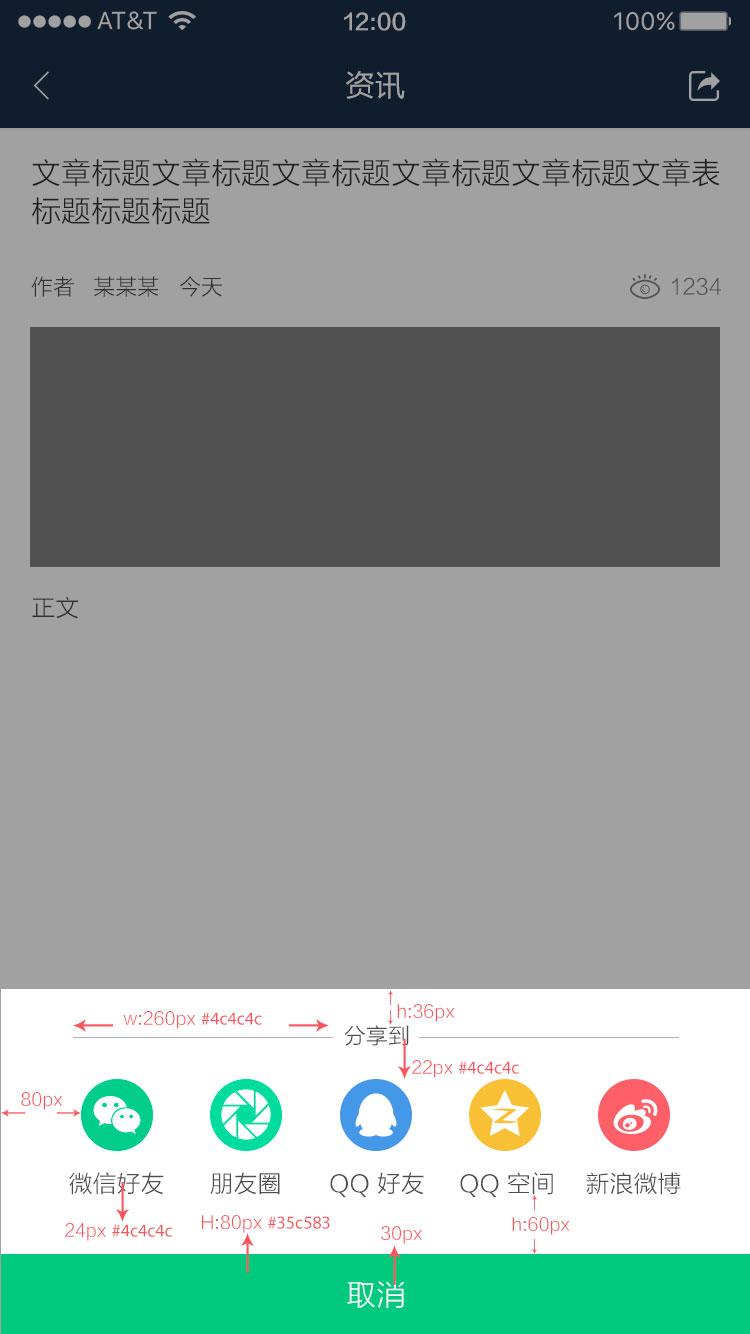 AT&T 12:00 100%
资讯
文章标题文章标题文章标题文章标题文章标题文章表
标题标题标题
作者 某某某 今天 1234
正文
h:36px
w:260px #4c4c4c
分享到
22px #4c4c4c
80px
微信好友 朋友圈 QQ 好友 QQ 空间 新浪微博
24px #4c4c4c H:80px #35c583 30px h:60px
取消